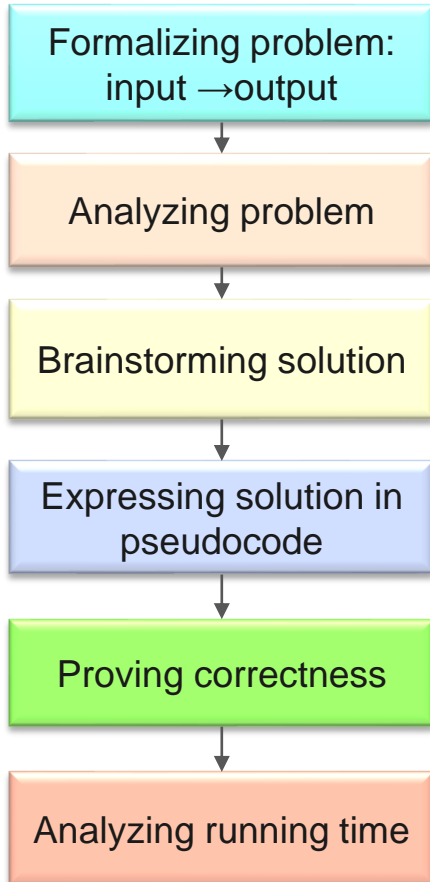 Formalizing problem:
input →output
Analyzing problem
Brainstorming solution
Expressing solution in
pseudocode
Proving correctness
Analyzing running time